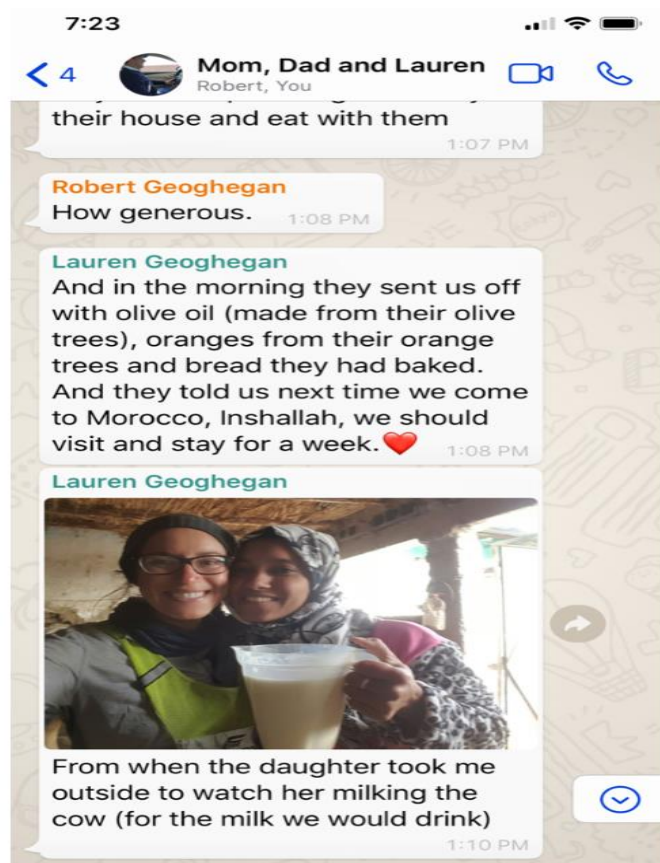 7:23
4
Mom, Dad and Lauren
Robert, You
their house and eat with them
1:07 PM
Robert Geoghegan
How generous.
1:08 PM
Lauren Geoghegan
And in the morning they sent us off
with olive oil (made from their olive
trees), oranges from their orange
trees and bread they had baked.
And they told us next time we come
to Morocco, Inshallah, we should
visit and stay for a week.❤️
1:08 PM
Lauren Geoghegan
From when the daughter took me
outside to watch her milking the
cow (for the milk we would drink)
1:10 PM